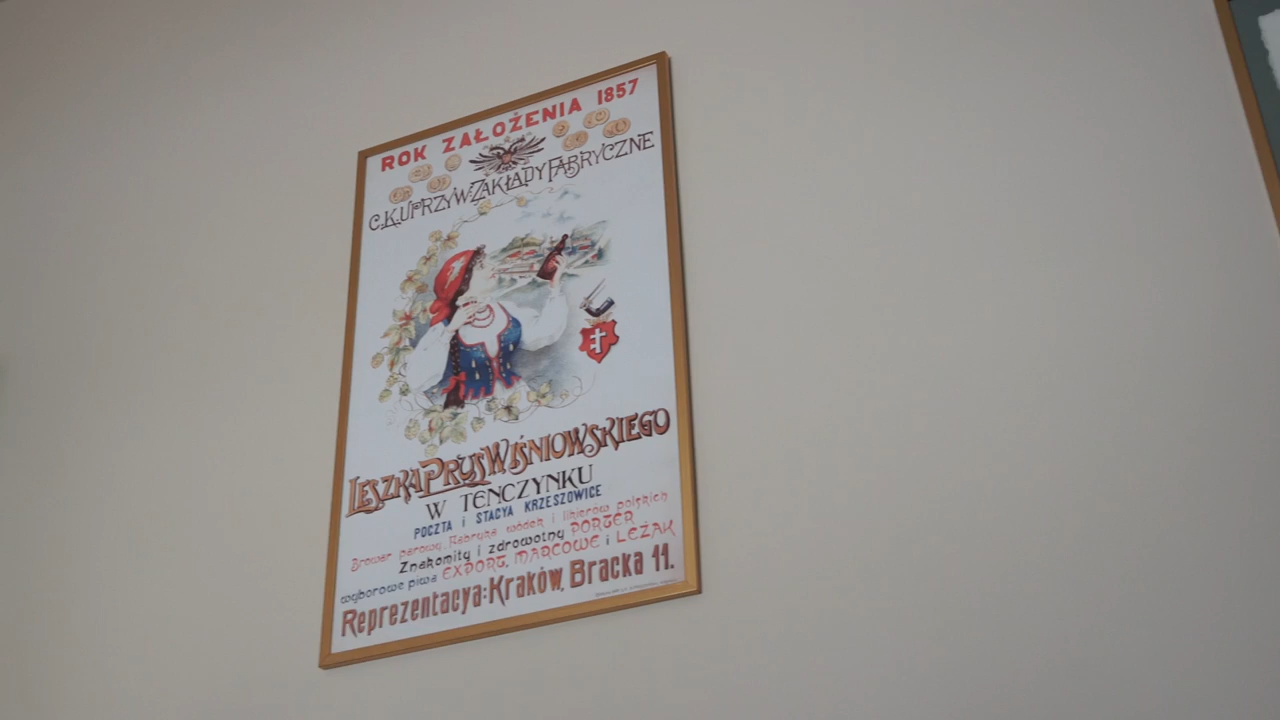 ROK ZAŁOŻENIA 1857
C.K.UPRZYW.ZAKŁADY FABRYCZNE
LESZKA PRUS WIŚNIOWSKIEGO
W TENCZYNKU
POCZTA i STACYA KRZESZOWICE
Browar parowy, Fabryka wódek i likierów polskich
Znakomity i zdrowotny PORTER
wyborowe piwa EXPORT, MARCOWE i LEŻAK
Reprezentacya: Kraków, Bracka 11.